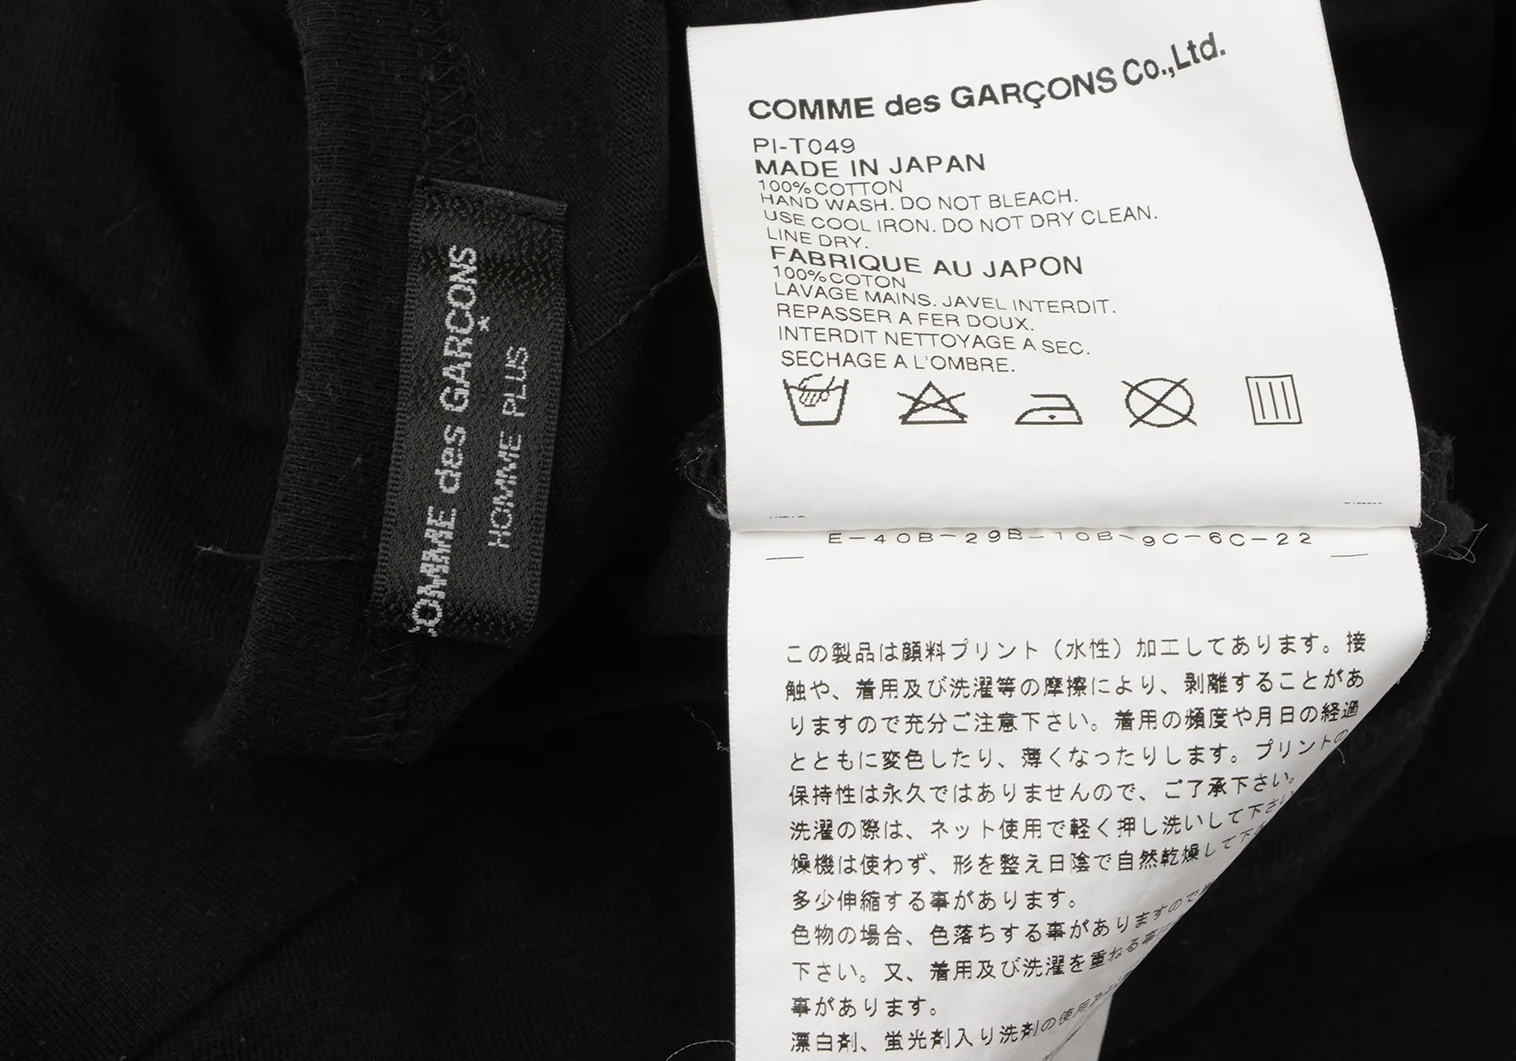 COMME des GARÇONS
HOMME PLUS
COMME des GARÇONS Co.,Ltd.
PI-T049
MADE IN JAPAN
100%COTTON
HAND WASH. DO NOT BLEACH.
USE COOL IRON. DO NOT DRY CLEAN.
LINE DRY.
FABRIQUE AU JAPON
100%COTON
LAVAGE MAINS. JAVEL INTERDIT.
REPASSER A FER DOUX.
INTERDIT NETTOYAGE A SEC.
SECHAGE A L'OMBRE.
E-40B-29B-10B-9C-6C-22
この製品は顔料プリント（水性）加工してあります。接
触や、着用及び洗濯等の摩擦により、剥離することがあ
りますので充分ご注意下さい。着用の頻度や月日の経過
とともに変色したり、薄くなったりします。プリントの
保持性は永久ではありませんので、ご了承下さい。
洗濯の際は、ネット使用で軽く押し洗いして下さい
燥機は使わず、形を整え日陰で自然乾燥して下
多少伸縮する事があります。
色物の場合、色落ちする事がありますので
下さい。又、着用及び洗濯を重ねる事に
事があります。
漂白剤、蛍光剤入り洗剤の使用及